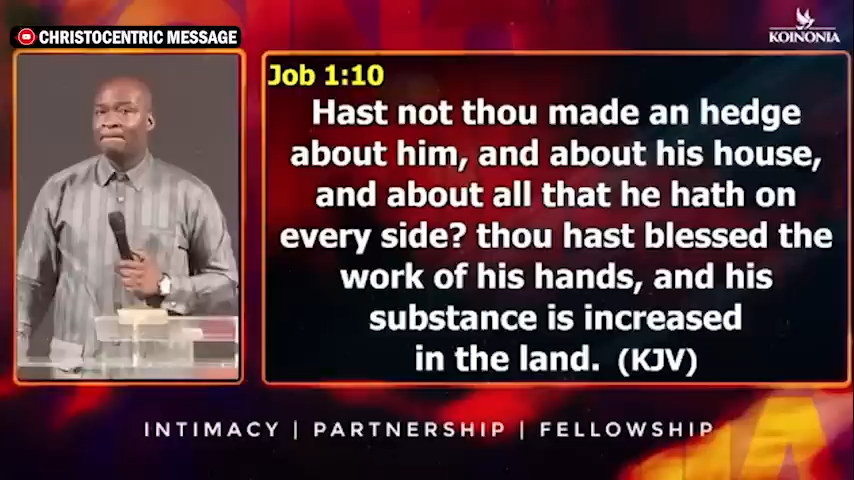 CHRISTOCENTRIC MESSAGE
KOINONIA
Job 1:10
Hast not thou made an hedge
about him, and about his house,
and about all that he hath on
every side? thou hast blessed the
work of his hands, and his
substance is increased
in the land. (KJV)
INTIMACY | PARTNERSHIP | FELLOWSHIP